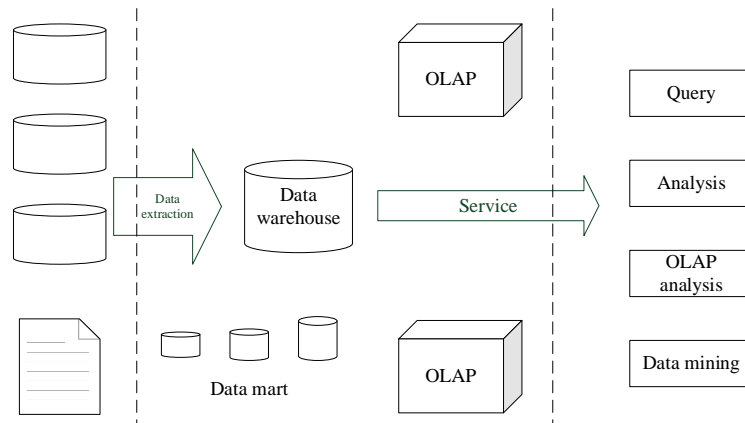 OLAP
Query
Data
extraction
Data
warehouse
Service
Analysis
OLAP
analysis
Data mart
OLAP
Data mining